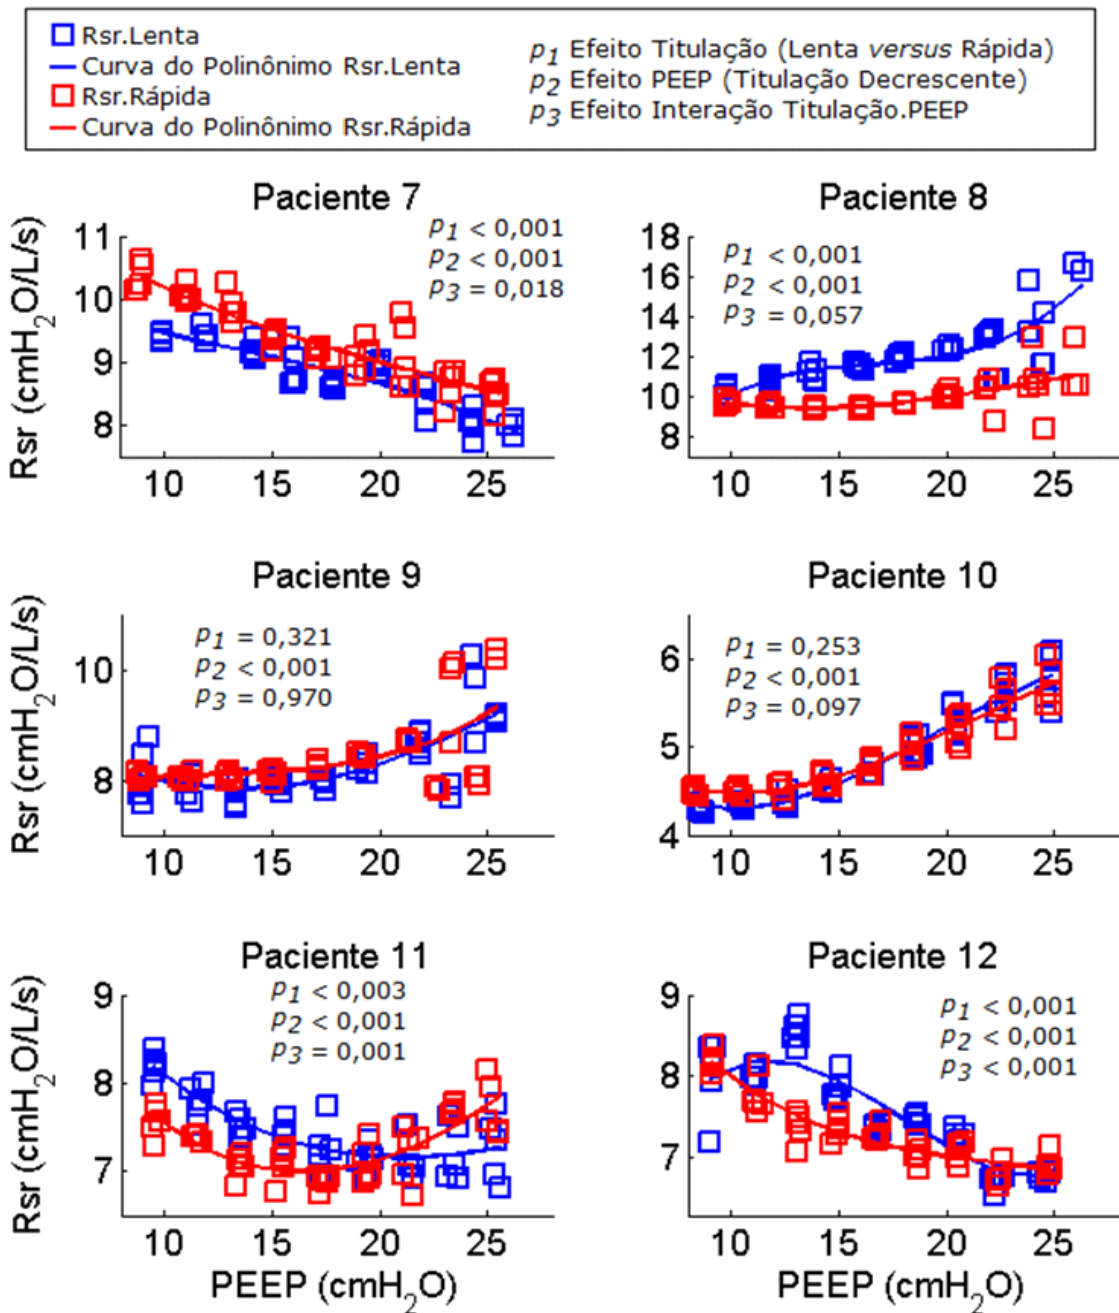 Rsr.Lenta
Curva do Polinônimo Rsr.Lenta
Rsr.Rápida
Curva do Polinônimo Rsr.Rápida
p1 Efeito Titulação (Lenta versus Rápida)
p2 Efeito PEEP (Titulação Decrescente)
p3 Efeito Interação Titulação.PEEP
Paciente 7
p1 < 0,001
p2 < 0,001
p3 = 0,018
Rsr (cmH2O/L/s)
11
10
9
8
10 15 20 25
Paciente 8
p1 < 0,001
p2 < 0,001
p3 = 0,057
18
16
14
12
10
8
10 15 20 25
Paciente 9
p1 = 0,321
p2 < 0,001
p3 = 0,970
Rsr (cmH2O/L/s)
10
8
10 15 20 25
Paciente 10
p1 = 0,253
p2 < 0,001
p3 = 0,097
6
5
4
10 15 20 25
Paciente 11
p1 < 0,003
p2 < 0,001
p3 = 0,001
Rsr (cmH2O/L/s)
9
8
7
10 15 20 25
PEEP (cmH2O)
Paciente 12
p1 < 0,001
p2 < 0,001
p3 < 0,001
9
8
7
10 15 20 25
PEEP (cmH2O)